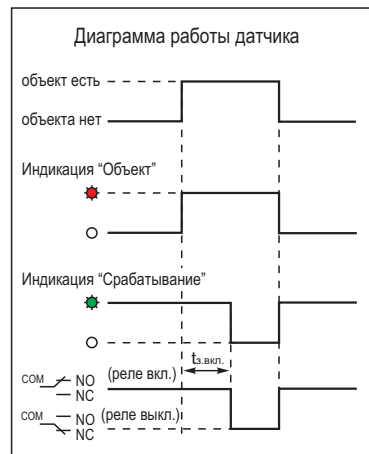 Диаграмма работы датчика
объект есть
объекта нет
Индикация “Объект”
Индикация “Срабатывание”
tз.вкл.
COM NO (реле вкл.)
NC
COM NO (реле выкл.)
NC